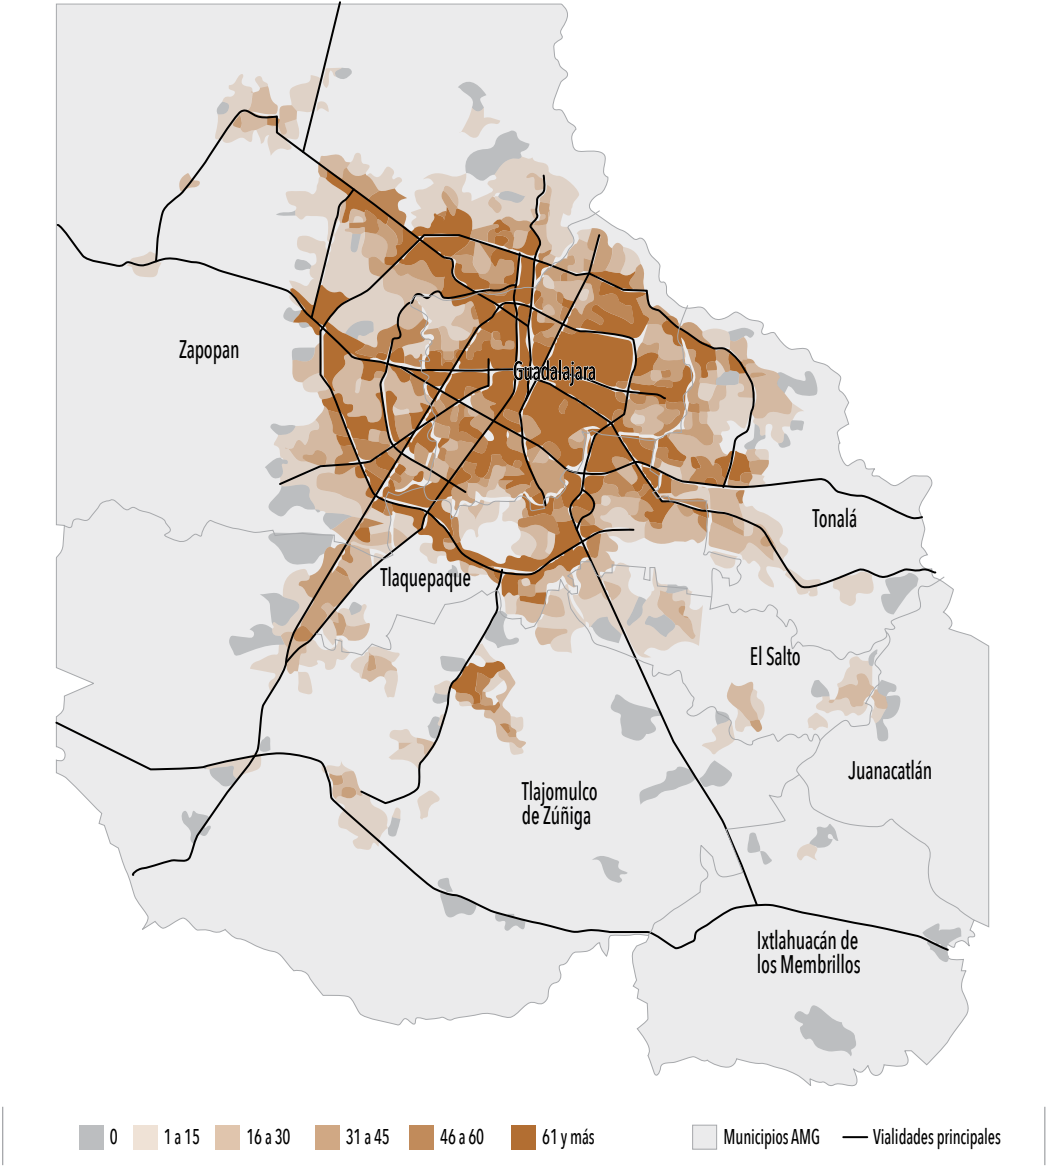 Zapopan
Guadalajara
Tonalá
Tlaquepaque
El Salto
Juanacatlán
Tlajomulco
de Zúñiga
Ixtlahuacán de
los Membrillos
0 1 a 15 16 a 30 31 a 45 46 a 60 61 y más Municipios AMG Vialidades principales